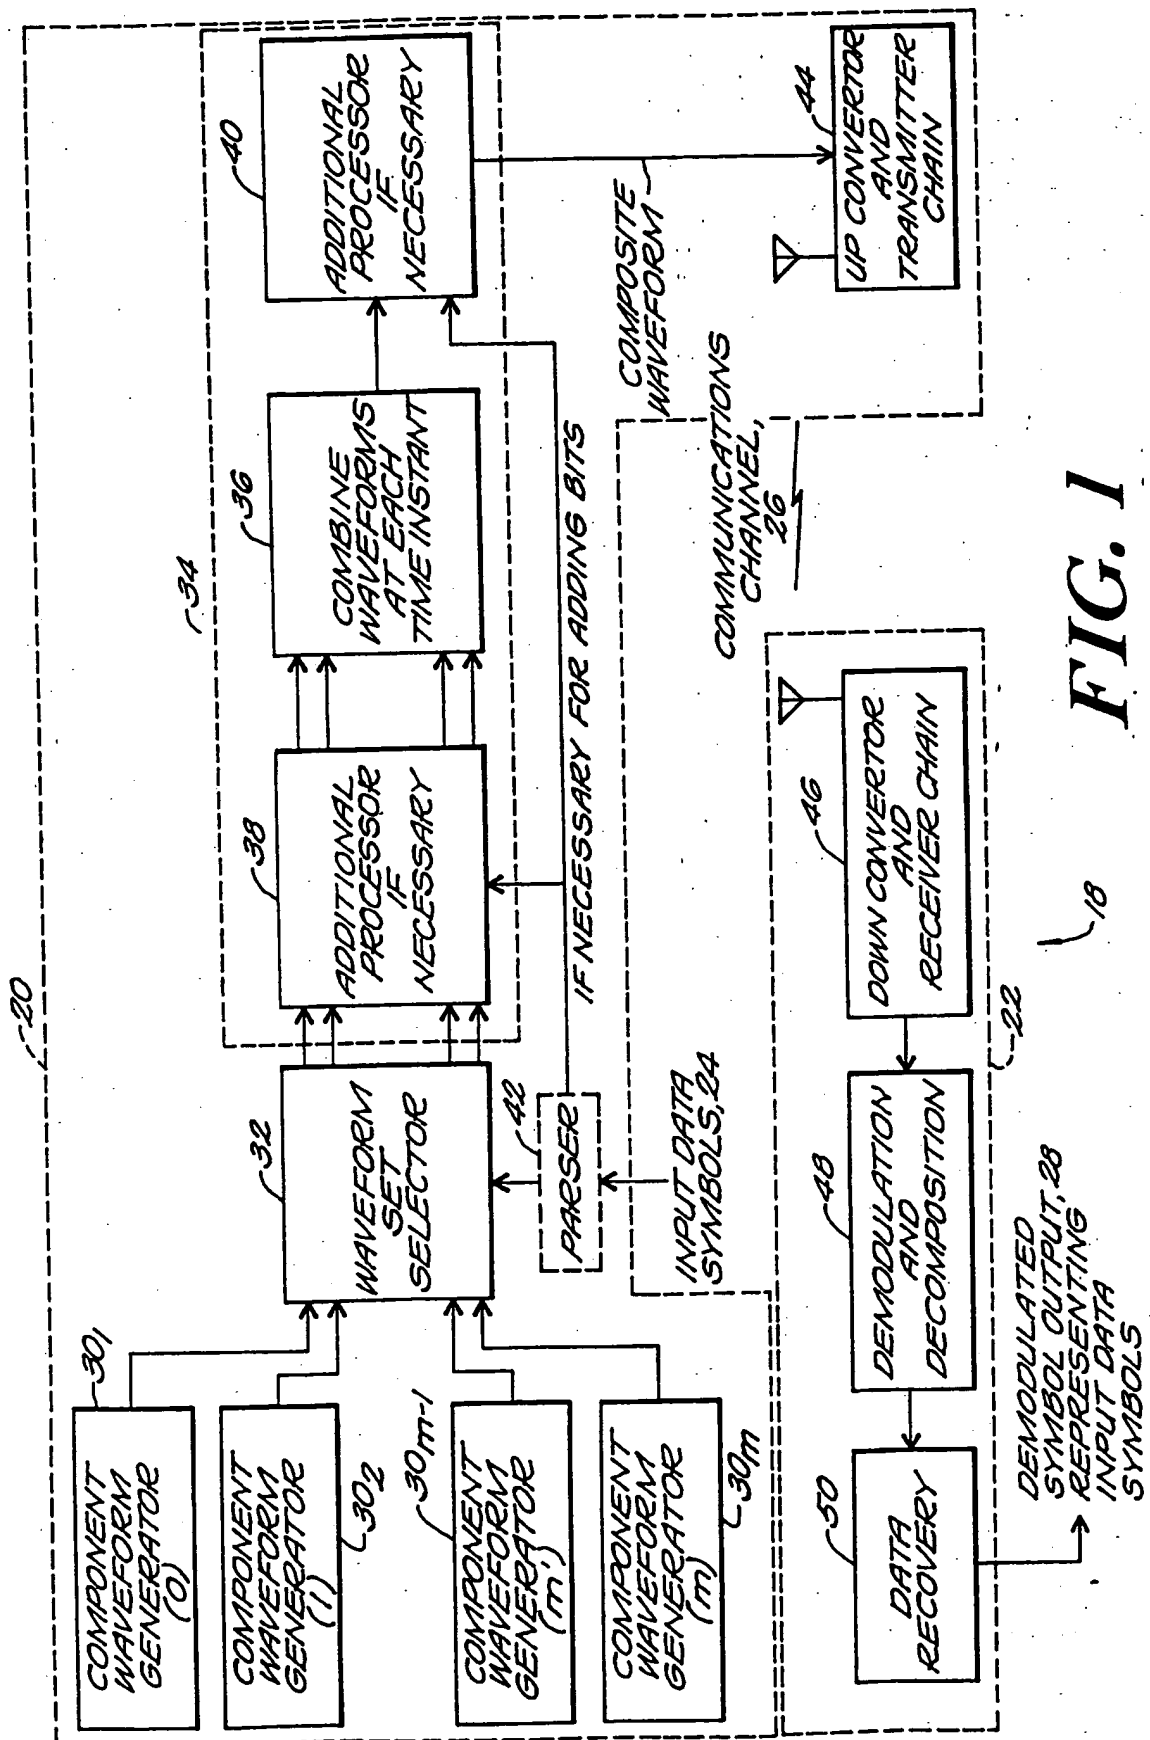 20
34
COMPONENT
WAVEFORM
GENERATOR
(0)
30₁
COMPONENT
WAVEFORM
GENERATOR
(1)
30₂
COMPONENT
WAVEFORM
GENERATOR
(m')
30m-1
COMPONENT
WAVEFORM
GENERATOR
(m)
30m
32
WAVEFORM
SET
SELECTOR
38
ADDITIONAL
PROCESSOR
IF
NECESSARY
36
COMBINE
WAVEFORMS
AT EACH
TIME INSTANT
40
ADDITIONAL
PROCESSOR
IF
NECESSARY
42
PARSER
IF NECESSARY FOR ADDING BITS
INPUT DATA
SYMBOLS, 24
COMPOSITE
WAVEFORM
44
UP CONVERTOR
AND
TRANSMITTER
CHAIN
COMMUNICATIONS
CHANNEL,
26
46
DOWN CONVERTOR
AND
RECEIVER CHAIN
48
DEMODULATION
AND
DECOMPOSITION
50
DATA
RECOVERY
22
DEMODULATED
SYMBOL OUTPUT, 28
REPRESENTING
INPUT DATA
SYMBOLS
18
FIG. 1